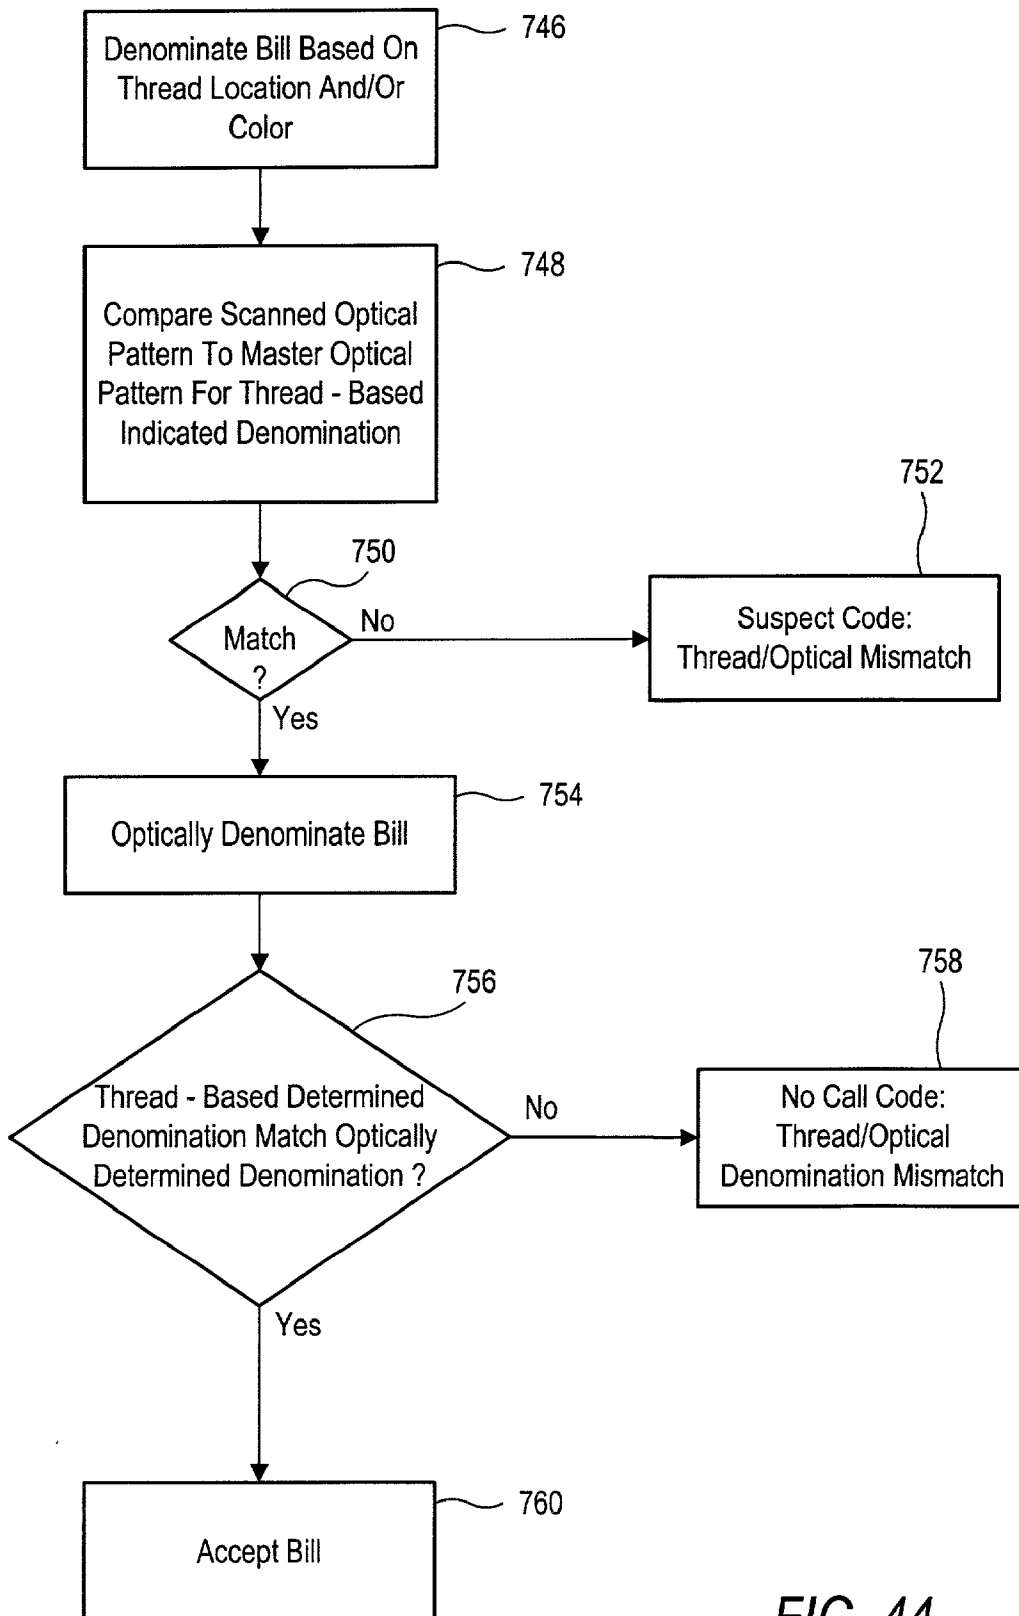 746
Denominate Bill Based On
Thread Location And/Or
Color
748
Compare Scanned Optical
Pattern To Master Optical
Pattern For Thread - Based
Indicated Denomination
752
750
Match
?
No
Suspect Code:
Thread/Optical Mismatch
Yes
754
Optically Denominate Bill
756
758
Thread - Based Determined
Denomination Match Optically
Determined Denomination ?
No
No Call Code:
Thread/Optical
Denomination Mismatch
Yes
760
Accept Bill
FIG. 44